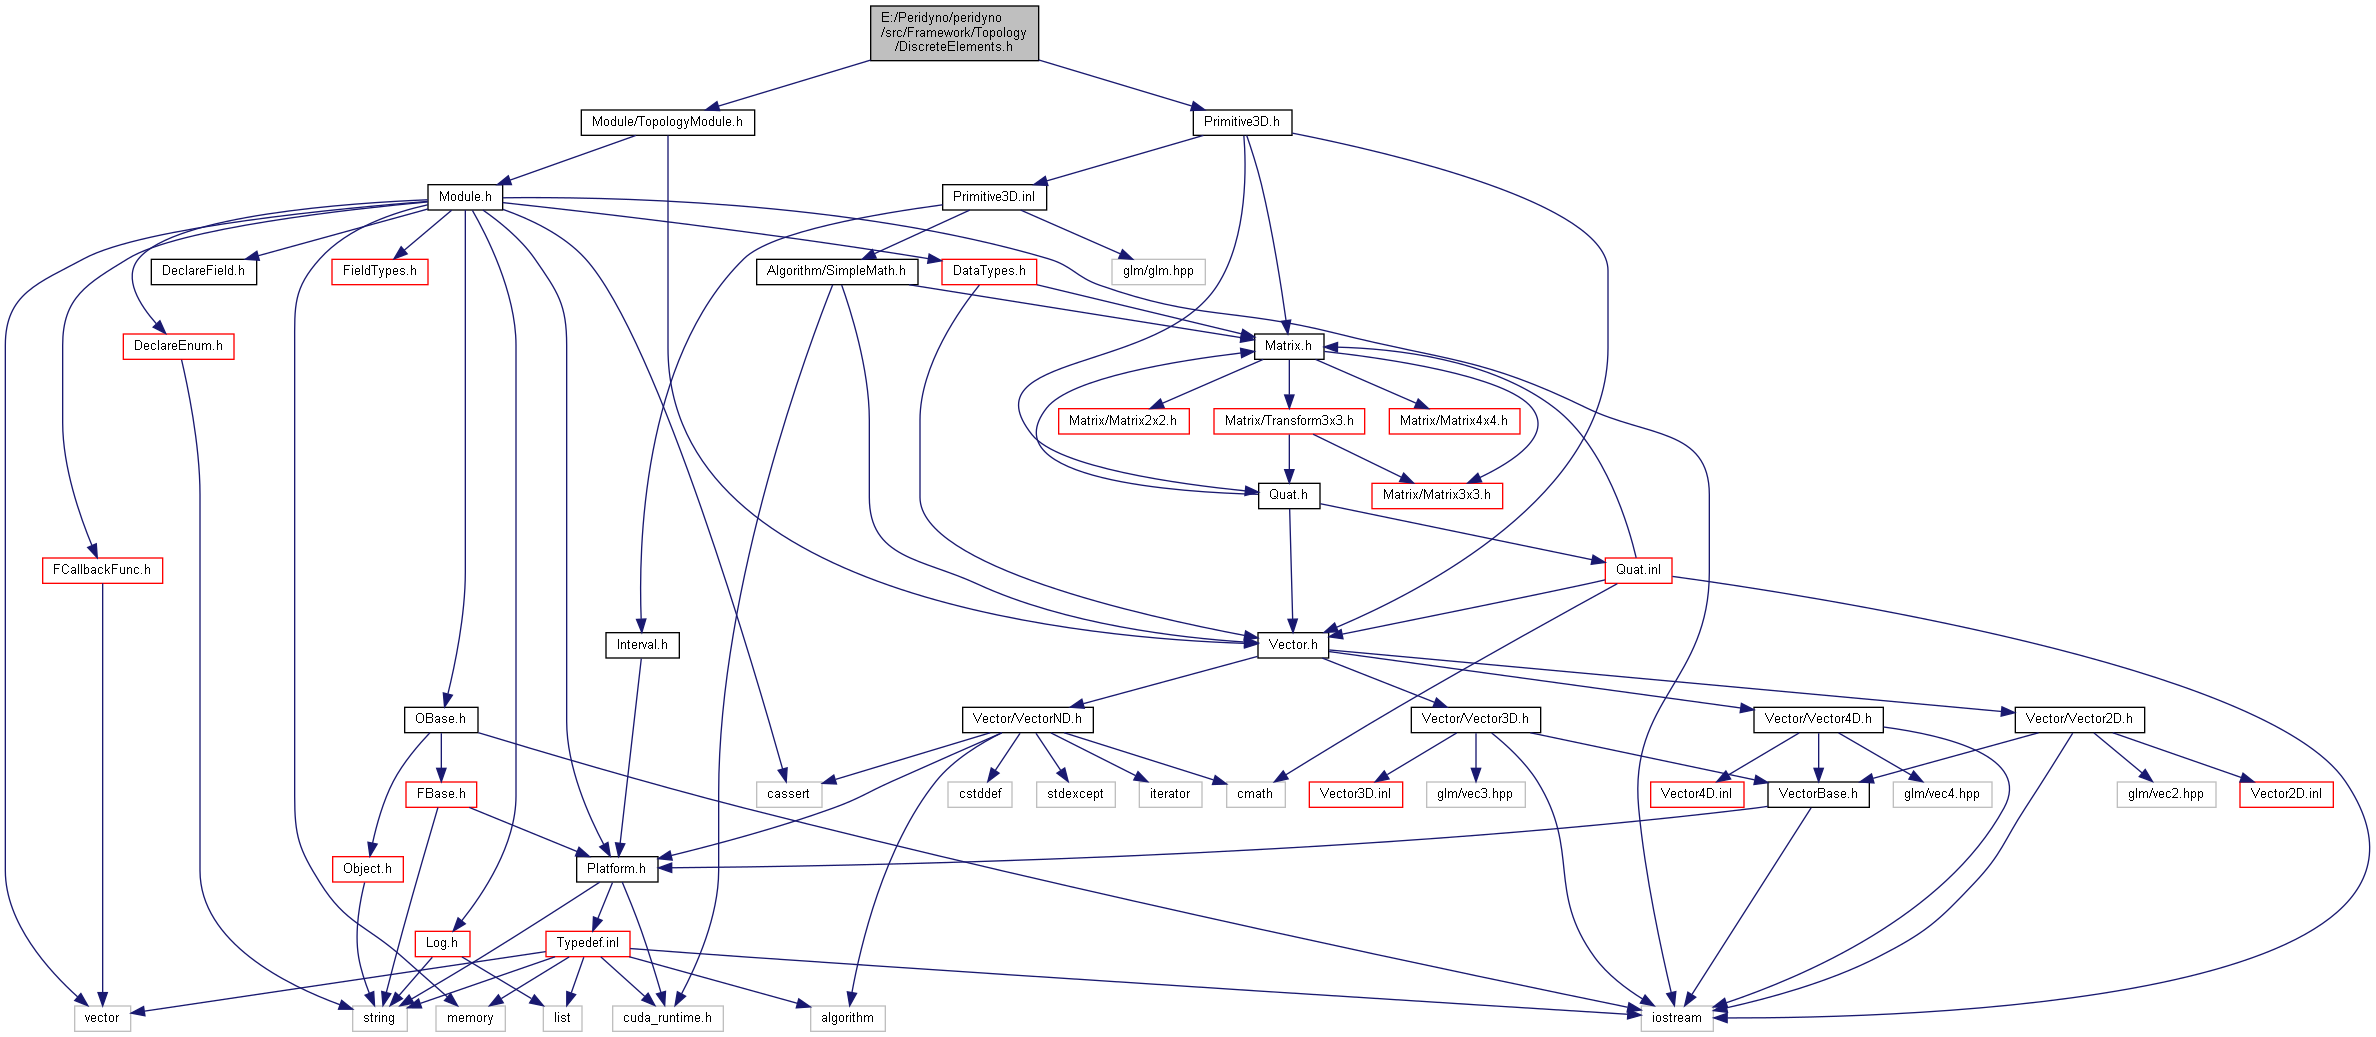 E:/Peridyno/peridyno
/src/Framework/Topology
/DiscreteElements.h
Module/TopologyModule.h
Primitive3D.h
Module.h
Primitive3D.inl
DeclareField.h
FieldTypes.h
Algorithm/SimpleMath.h
DataTypes.h
glm/glm.hpp
DeclareEnum.h
Matrix.h
Matrix/Matrix2x2.h
Matrix/Transform3x3.h
Matrix/Matrix4x4.h
Quat.h
Matrix/Matrix3x3.h
FCallbackFunc.h
Quat.inl
Interval.h
Vector.h
OBase.h
Vector/VectorND.h
Vector/Vector3D.h
Vector/Vector4D.h
Vector/Vector2D.h
FBase.h
cassert
cstddef
stdexcept
iterator
cmath
Vector3D.inl
glm/vec3.hpp
Vector4D.inl
VectorBase.h
glm/vec4.hpp
glm/vec2.hpp
Vector2D.inl
Object.h
Platform.h
Log.h
Typedef.inl
vector
string
memory
list
cuda_runtime.h
algorithm
iostream